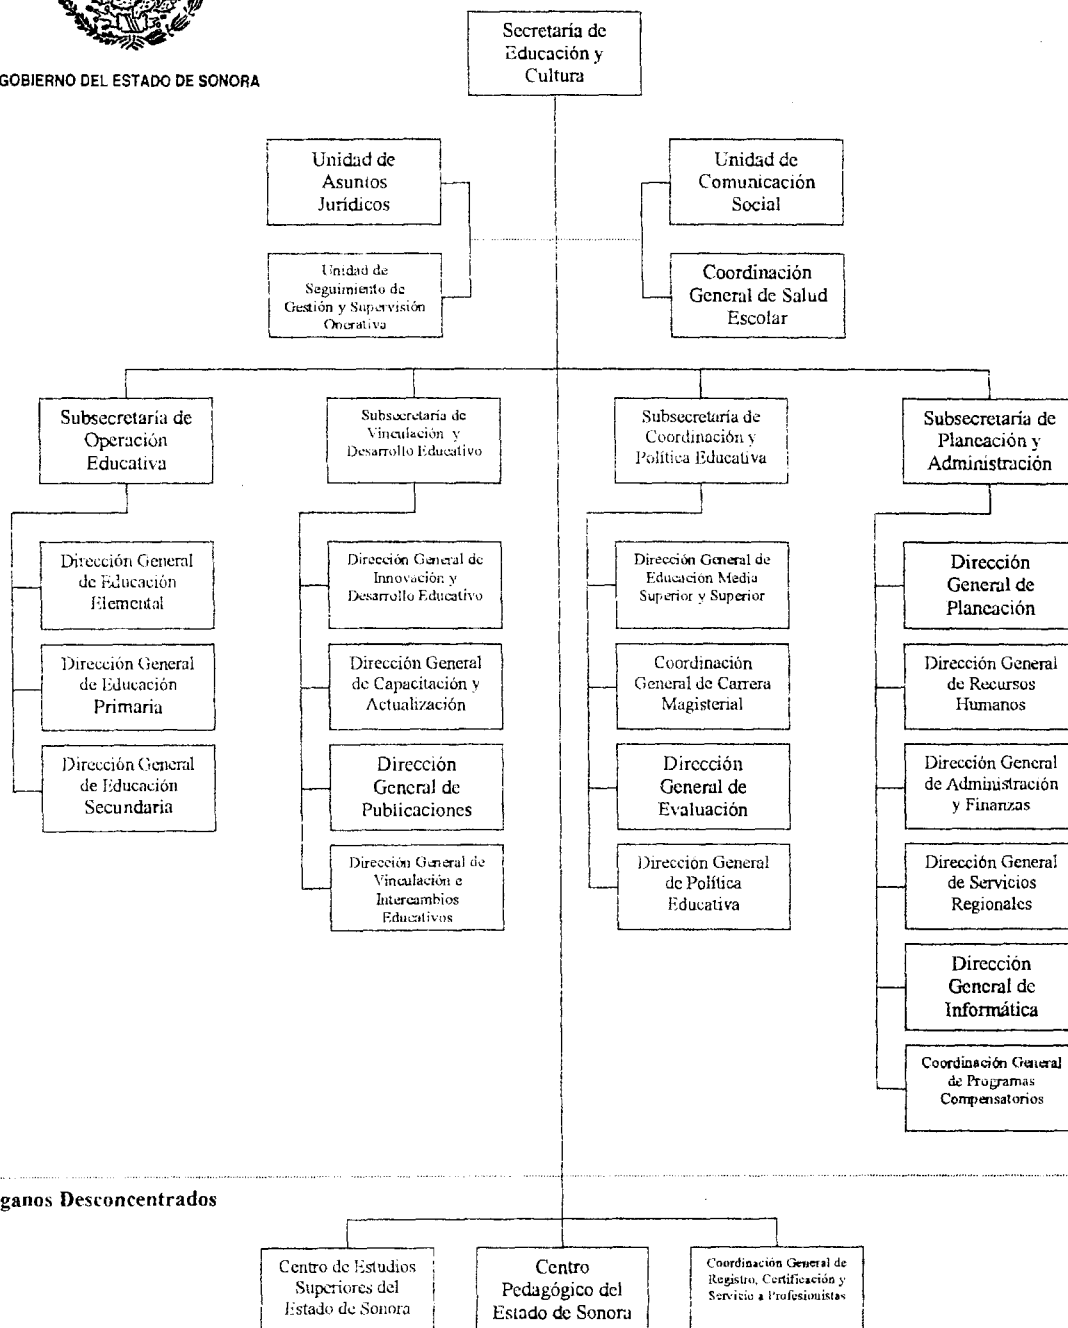 GOBIERNO DEL ESTADO DE SONORA
Secretaría de
Educación y
Cultura
Unidad de
Asuntos
Jurídicos
Unidad de
Comunicación
Social
Unidad de
Seguimiento de
Gestión y Supervisión
Operativa
Coordinación
General de Salud
Escolar
Subsecretaría de
Operación
Educativa
Subsecretaría de
Vinculación y
Desarrollo Educativo
Subsecretaría de
Coordinación y
Política Educativa
Subsecretaría de
Planeación y
Administración
Dirección General
de Educación
Elemental
Dirección General
de Educación
Primaria
Dirección General
de Educación
Secundaria
Dirección General de
Innovación y
Desarrollo Educativo
Dirección General
de Capacitación y
Actualización
Dirección
General de
Publicaciones
Dirección General de
Vinculación e
Intercambios
Educativos
Dirección General de
Educación Media
Superior y Superior
Coordinación
General de Carrera
Magisterial
Dirección
General de
Evaluación
Dirección General
de Política
Educativa
Dirección
General de
Planeación
Dirección General
de Recursos
Humanos
Dirección General
de Administración
y Finanzas
Dirección General
de Servicios
Regionales
Dirección
General de
Informática
Coordinación General
de Programas
Compensatorios
ganos Desconcentrados
Centro de Estudios
Superiores del
Estado de Sonora
Centro
Pedagógico del
Estado de Sonora
Coordinación General de
Registro, Certificación y
Servicio a Profesionistas